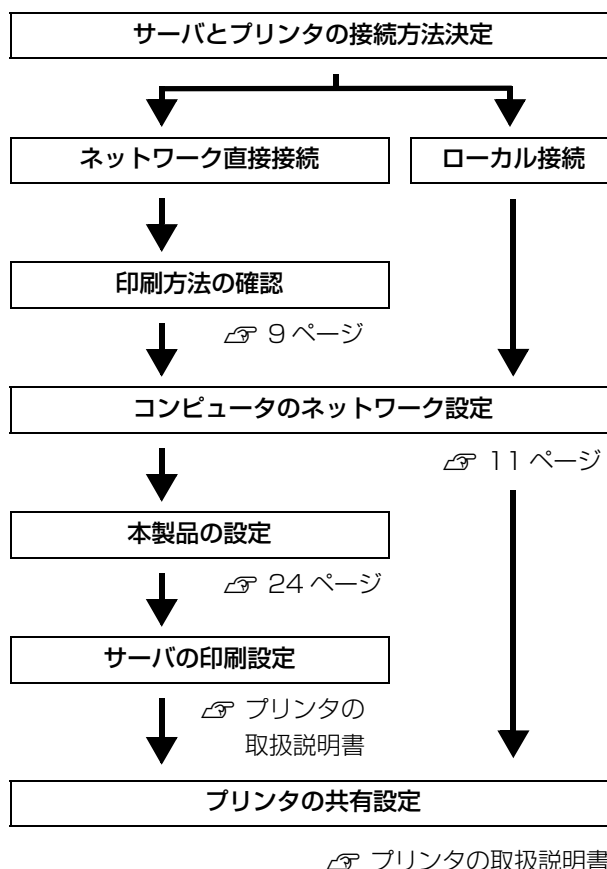 サーバとプリンタの接続方法決定
ネットワーク直接接続
ローカル接続
印刷方法の確認
9 ページ
コンピュータのネットワーク設定
11 ページ
本製品の設定
24 ページ
サーバの印刷設定
プリンタの
取扱説明書
プリンタの共有設定
プリンタの取扱説明書